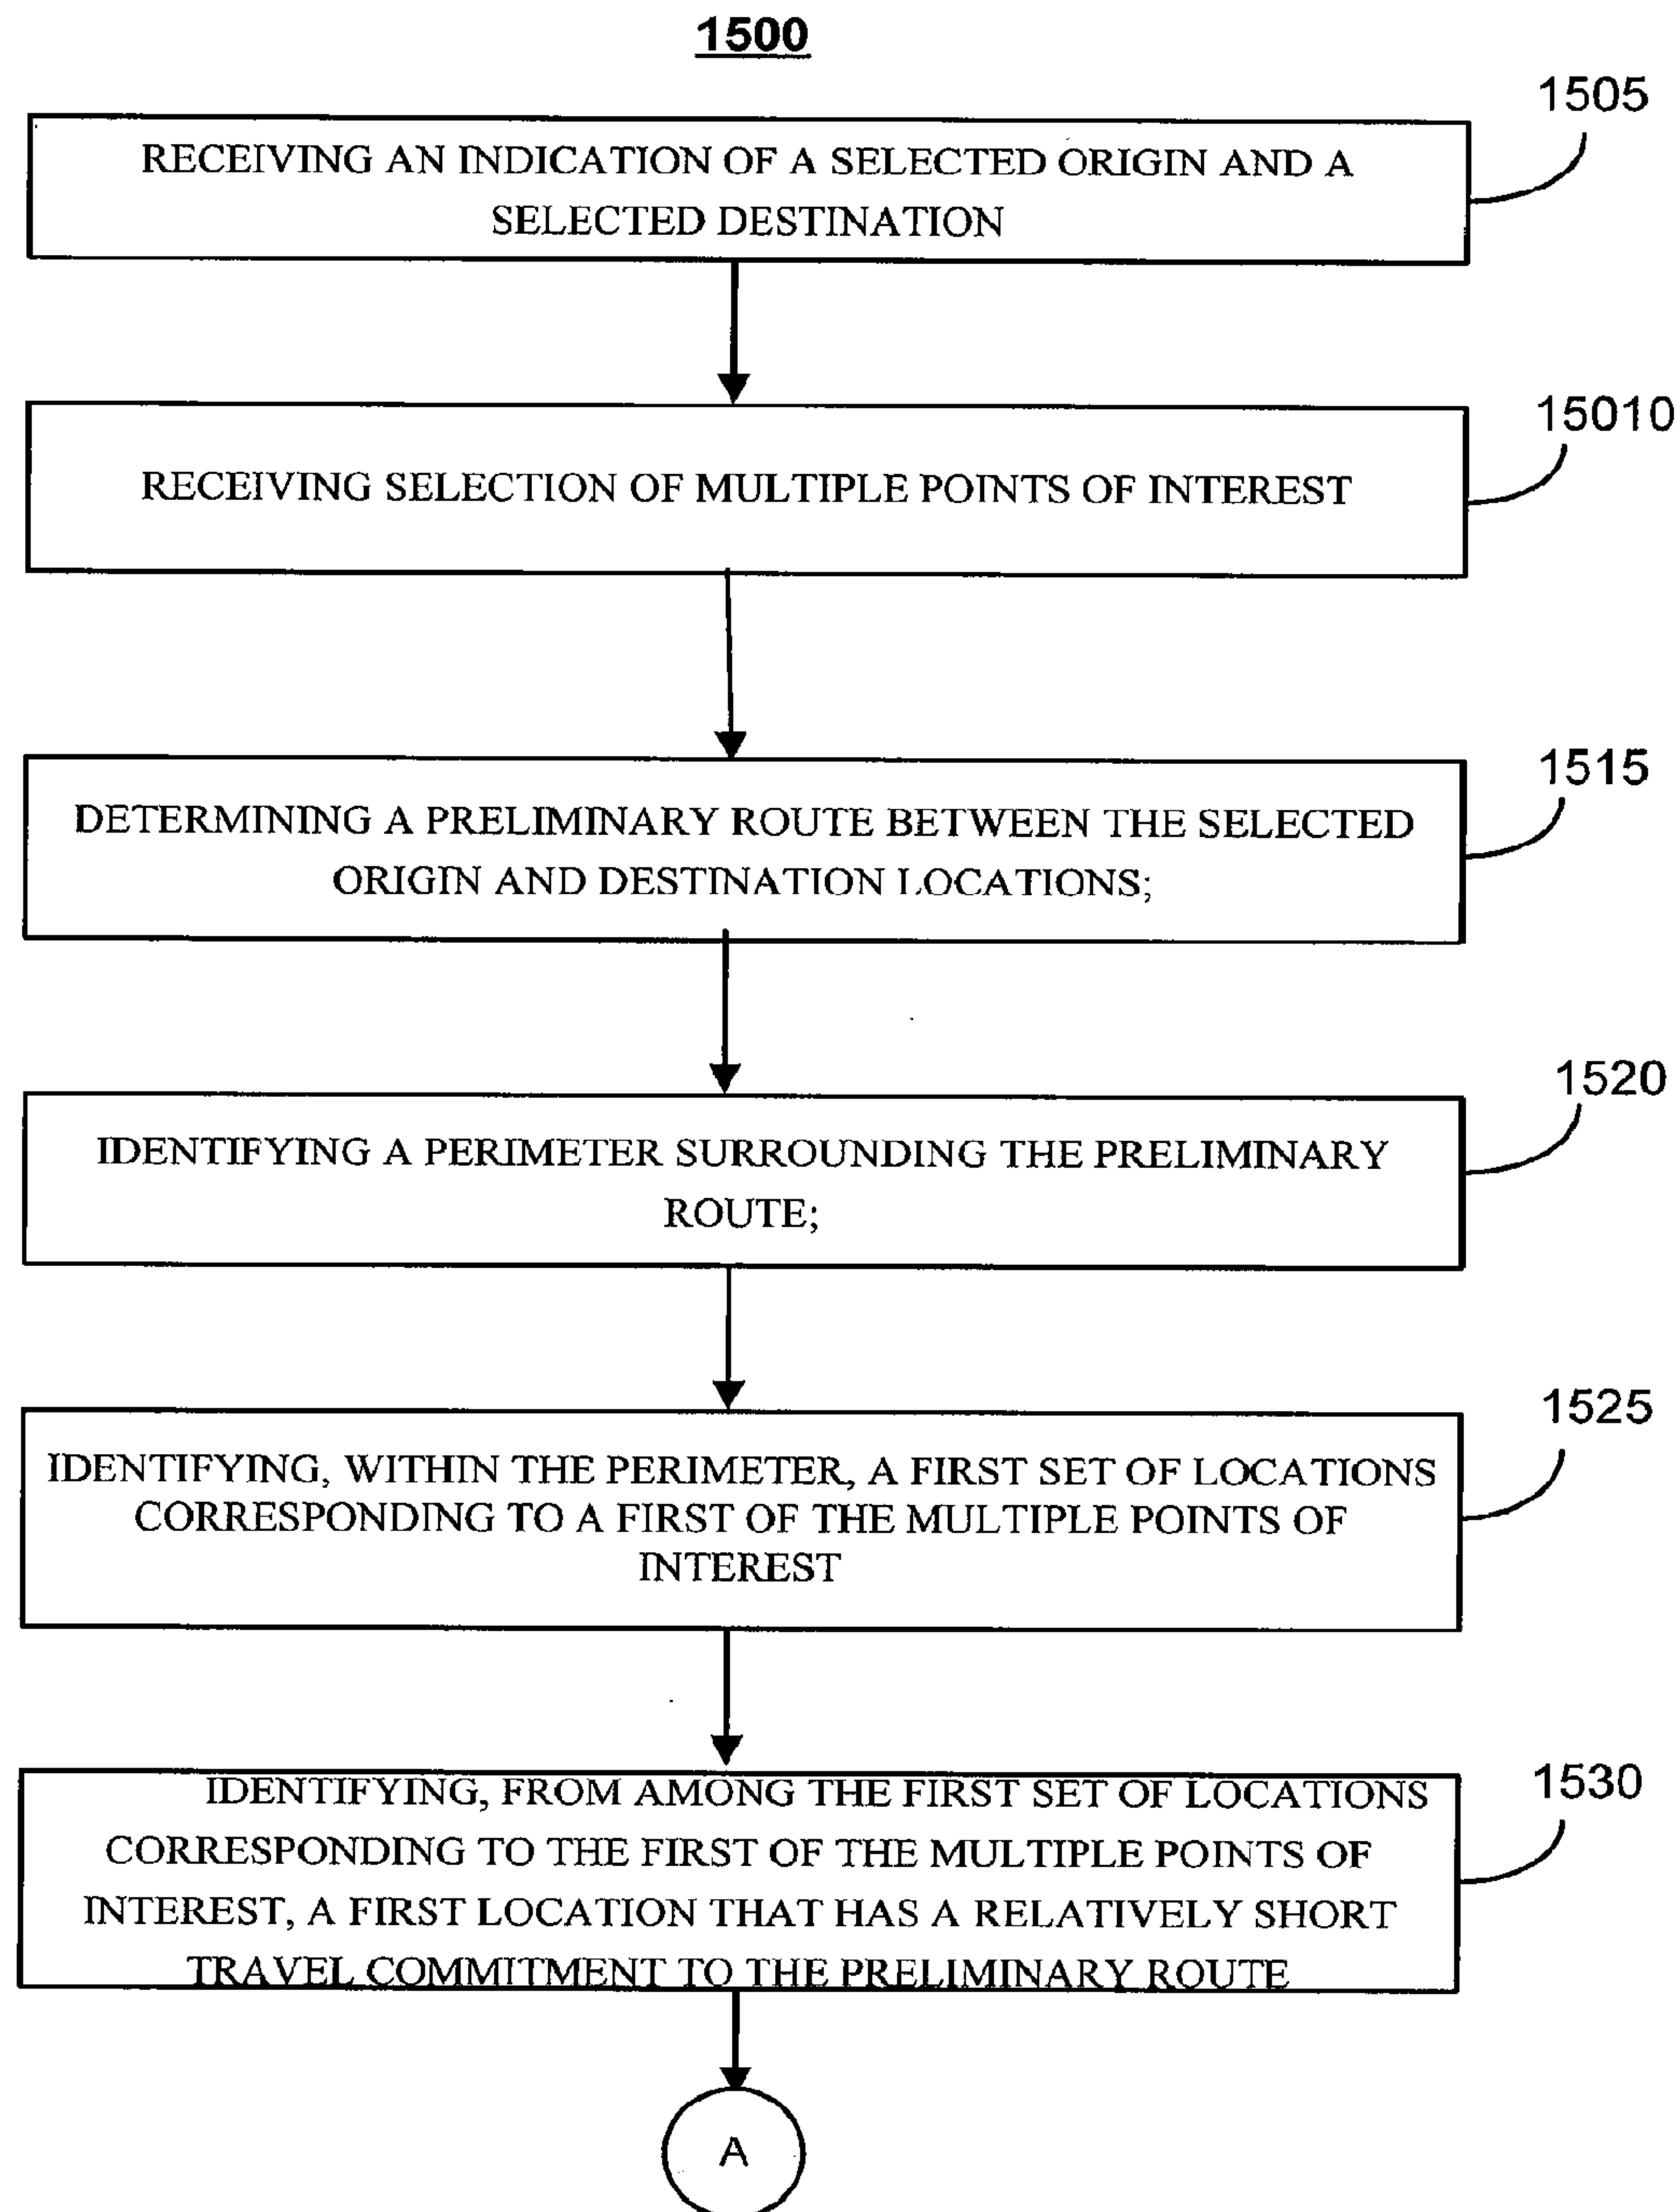 1500
1505
RECEIVING AN INDICATION OF A SELECTED ORIGIN AND A
SELECTED DESTINATION
15010
RECEIVING SELECTION OF MULTIPLE POINTS OF INTEREST
1515
DETERMINING A PRELIMINARY ROUTE BETWEEN THE SELECTED
ORIGIN AND DESTINATION LOCATIONS;
1520
IDENTIFYING A PERIMETER SURROUNDING THE PRELIMINARY
ROUTE;
1525
IDENTIFYING, WITHIN THE PERIMETER, A FIRST SET OF LOCATIONS
CORRESPONDING TO A FIRST OF THE MULTIPLE POINTS OF
INTEREST
1530
IDENTIFYING, FROM AMONG THE FIRST SET OF LOCATIONS
CORRESPONDING TO THE FIRST OF THE MULTIPLE POINTS OF
INTEREST, A FIRST LOCATION THAT HAS A RELATIVELY SHORT
TRAVEL COMMITMENT TO THE PRELIMINARY ROUTE
A